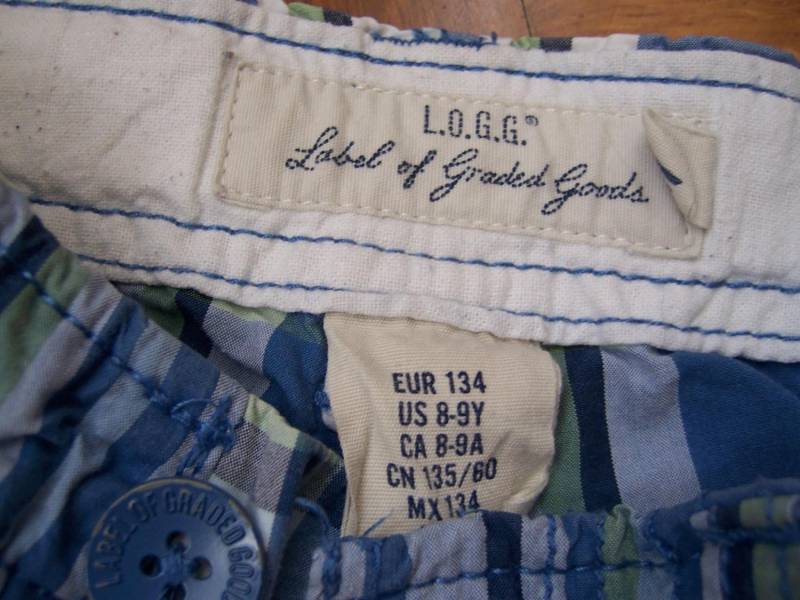 L.O.G.G.®
Label of Graded Goods
EUR 134
US 8-9Y
CA 8-9A
CN 135/60
MX 134
LABEL OF GRADED GOOD